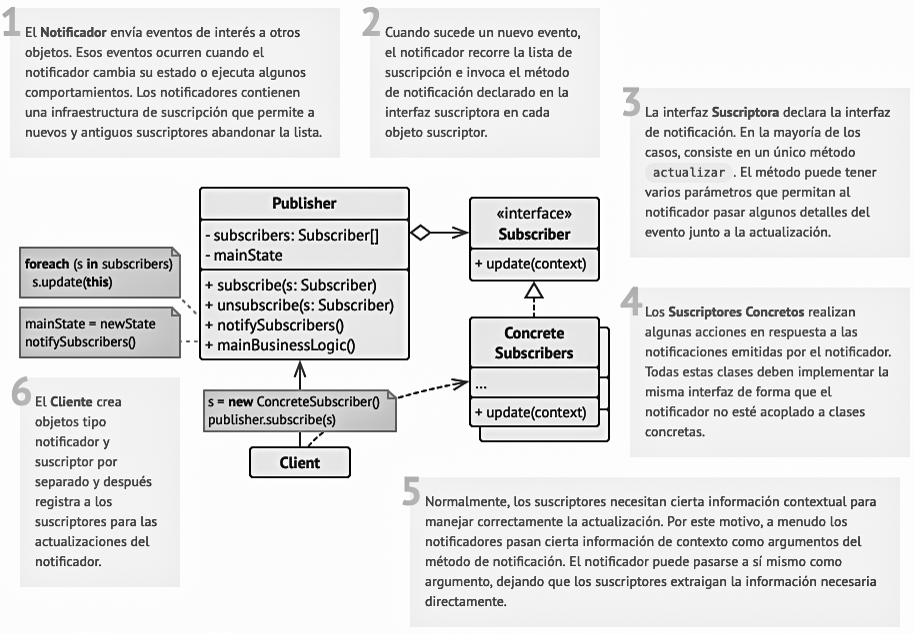 1
El Notificador envía eventos de interés a otros
objetos. Esos eventos ocurren cuando el
notificador cambia su estado o ejecuta algunos
comportamientos. Los notificadores contienen
una infraestructura de suscripción que permite a
nuevos y antiguos suscriptores abandonar la lista.
2
Cuando sucede un nuevo evento,
el notificador recorre la lista de
suscripción e invoca el método
de notificación declarado en la
interfaz suscriptora en cada
objeto suscriptor.
3
La interfaz Suscriptora declara la interfaz
de notificación. En la mayoría de los
casos, consiste en un único método
actualizar . El método puede tener
varios parámetros que permitan al
notificador pasar algunos detalles del
evento junto a la actualización.
Publisher
- subscribers: Subscriber[]
- mainState
+ subscribe(s: Subscriber)
+ unsubscribe(s: Subscriber)
+ notifySubscribers()
+ mainBusinessLogic()
«interface»
Subscriber
+ update(context)
foreach (s in subscribers)
s.update(this)
mainState = newState
notifySubscribers()
Concrete
Subscribers
...
+ update(context)
4
Los Suscriptores Concretos realizan
algunas acciones en respuesta a las
notificaciones emitidas por el notificador.
Todas estas clases deben implementar la
misma interfaz de forma que el
notificador no esté acoplado a clases
concretas.
s = new ConcreteSubscriber()
publisher.subscribe(s)
Client
6
El Cliente crea
objetos tipo
notificador y
suscriptor por
separado y después
registra a los
suscriptores para las
actualizaciones del
notificador.
5
Normalmente, los suscriptores necesitan cierta información contextual para
manejar correctamente la actualización. Por este motivo, a menudo los
notificadores pasan cierta información de contexto como argumentos del
método de notificación. El notificador puede pasarse a sí mismo como
argumento, dejando que los suscriptores extraigan la información necesaria
directamente.